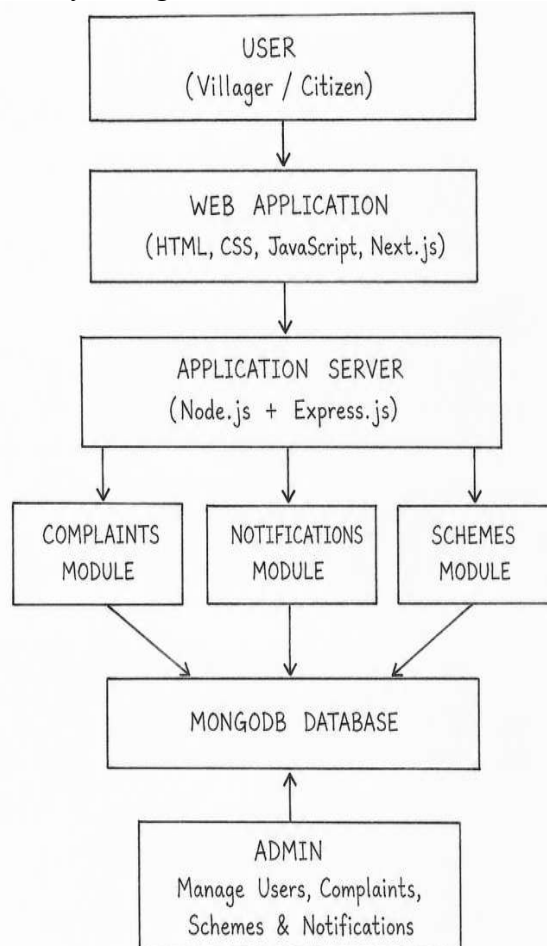 USER
(Villager / Citizen)
WEB APPLICATION
(HTML, CSS, JavaScript, Next.js)
APPLICATION SERVER
(Node.js + Express.js)
COMPLAINTS
MODULE
NOTIFICATIONS
MODULE
SCHEMES
MODULE
MONGODB DATABASE
ADMIN
Manage Users, Complaints,
Schemes & Notifications